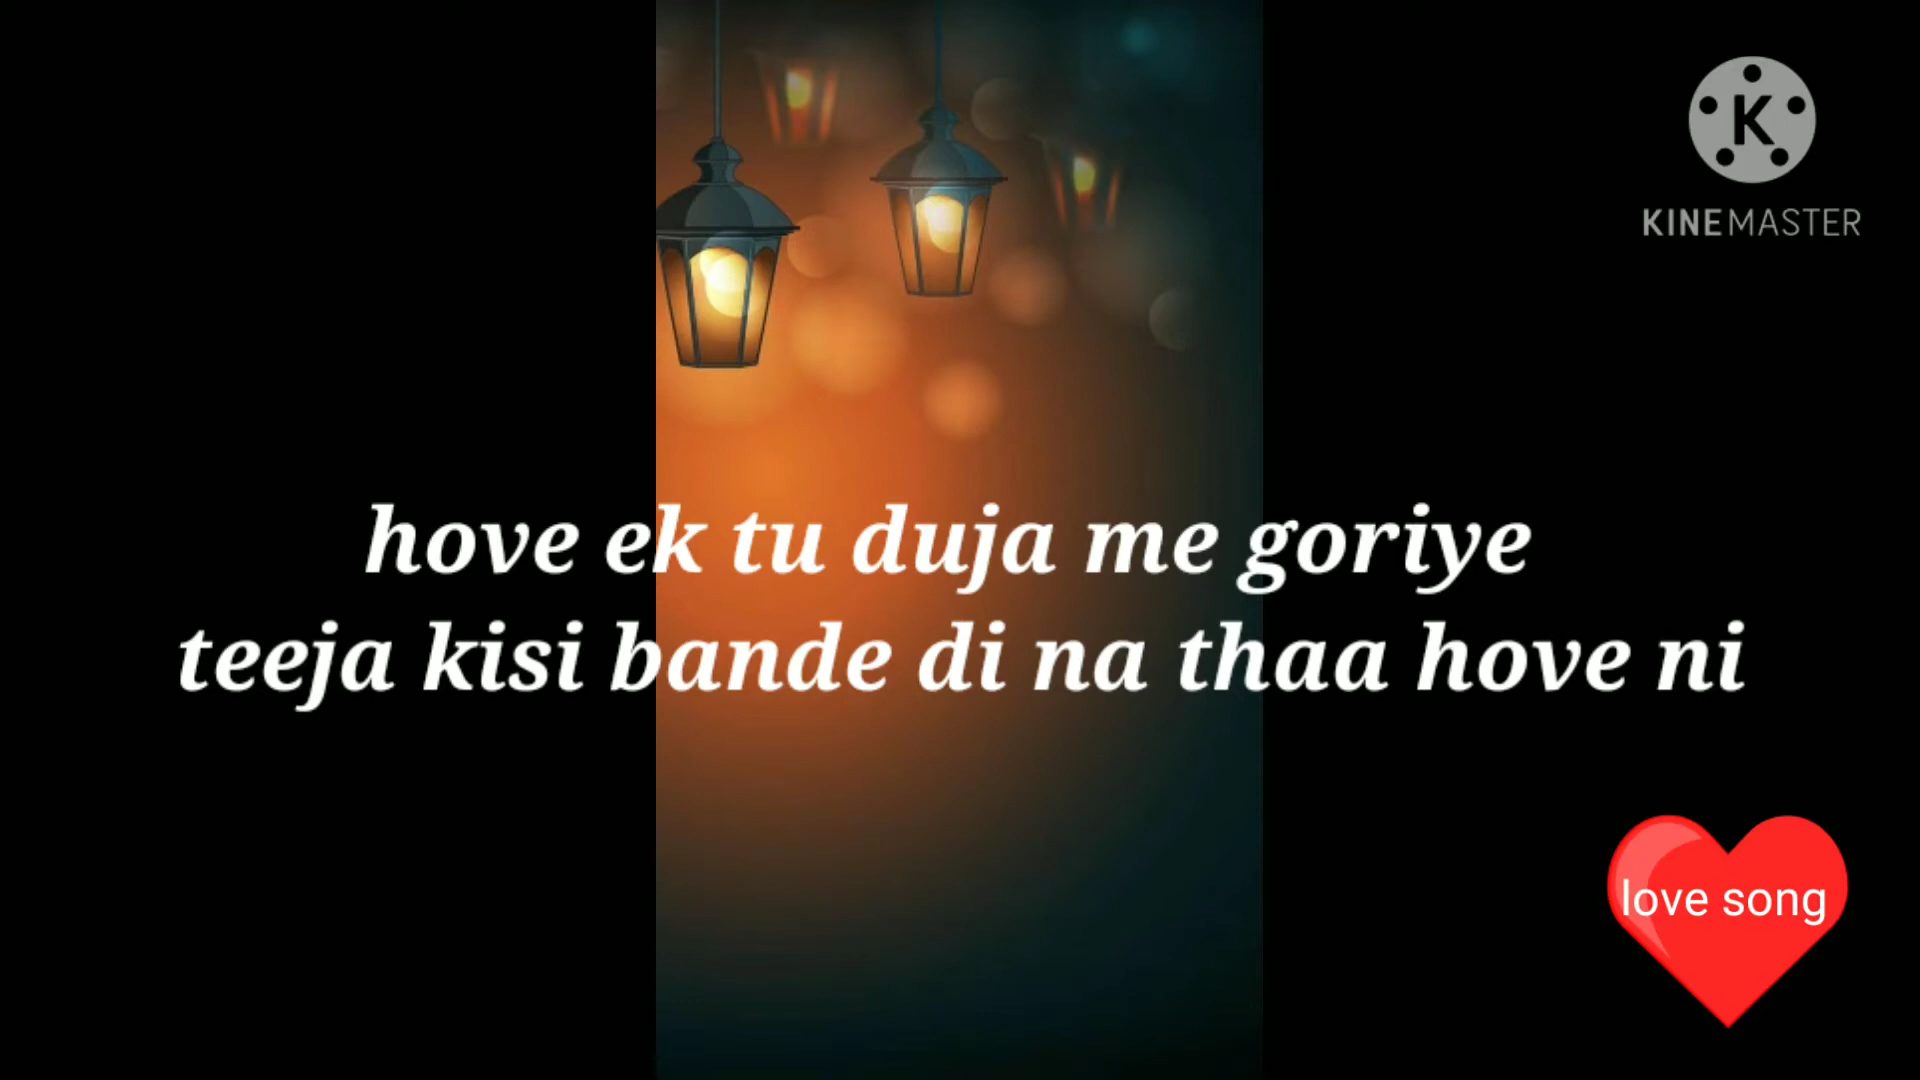 K
KINEMASTER
hove ek tu duja me goriye
teeja kisi bande di na thaa hove ni
love song